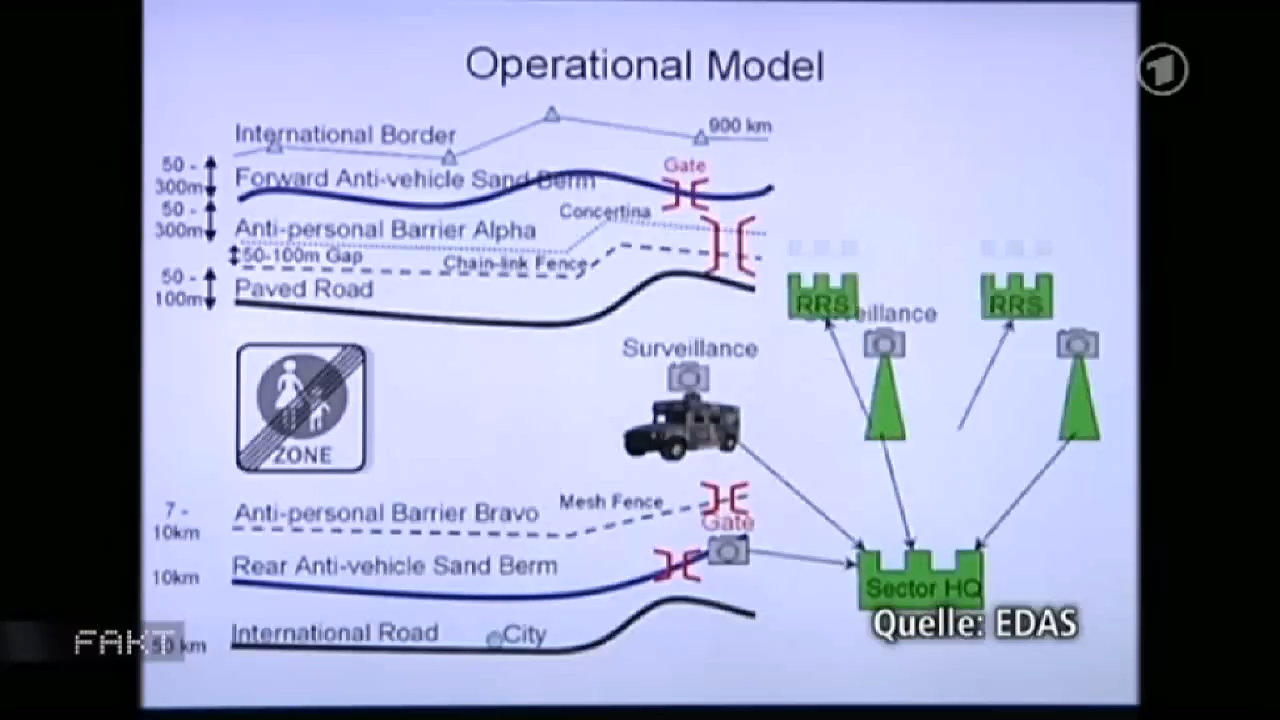 Operational Model
1
International Border
900 km
50 -
300m
Forward Anti-vehicle Sand Berm
Gate
50 -
300m
Anti-personal Barrier Alpha
Concertina
50-100m Gap
Chain-link Fence
50 -
100m
Paved Road
RRS
RRS
Surveillance
Surveillance
ZONE
7 -
10km
Anti-personal Barrier Bravo
Mesh Fence
Gate
10km
Rear Anti-vehicle Sand Berm
Sector HQ
Quelle: EDAS
FAKT
50 km
International Road
City